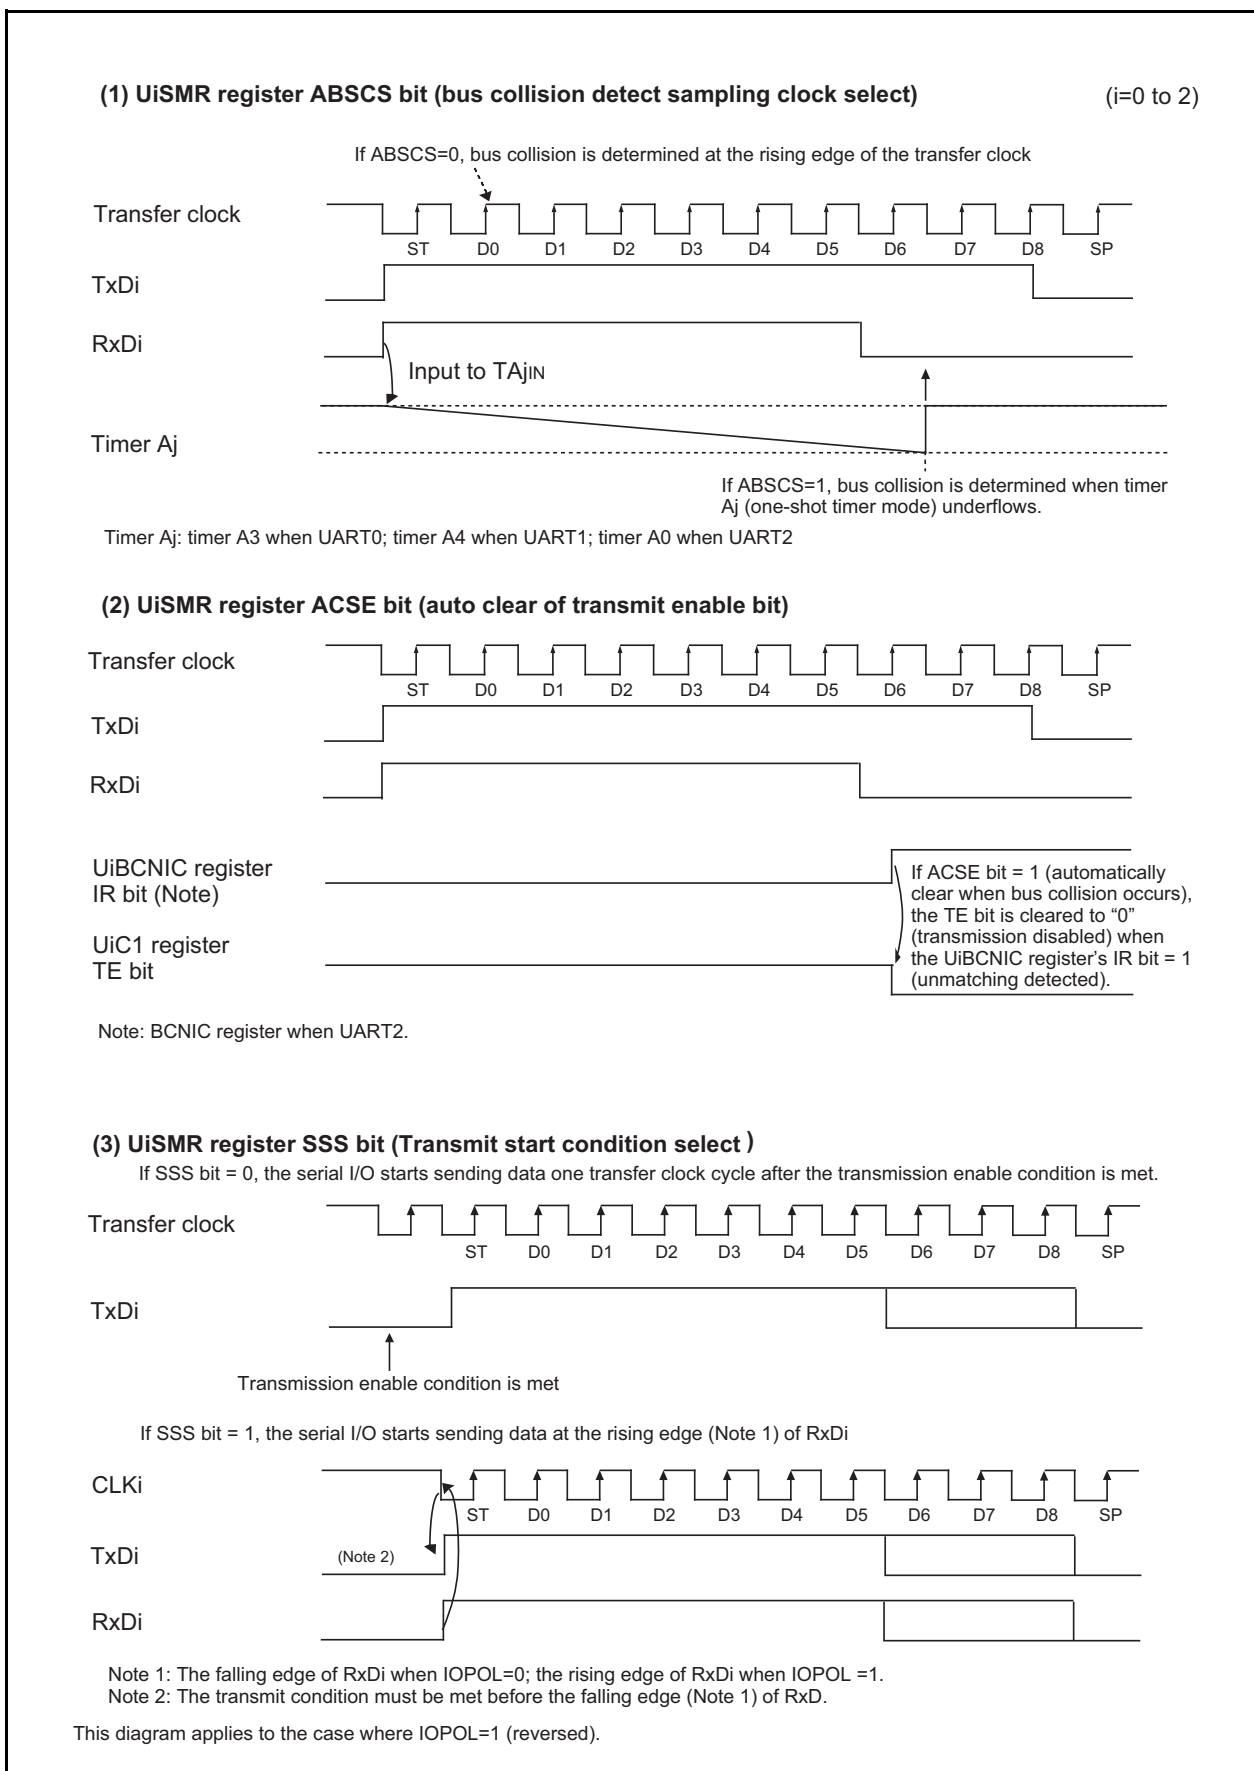 (1) UiSMR register ABSCS bit (bus collision detect sampling clock select) (i=0 to 2)
If ABSCS=0, bus collision is determined at the rising edge of the transfer clock
Transfer clock
ST D0 D1 D2 D3 D4 D5 D6 D7 D8 SP
TxDi
RxDi
Input to TAjIN
Timer Aj
If ABSCS=1, bus collision is determined when timer
Aj (one-shot timer mode) underflows.
Timer Aj: timer A3 when UART0; timer A4 when UART1; timer A0 when UART2
(2) UiSMR register ACSE bit (auto clear of transmit enable bit)
Transfer clock
ST D0 D1 D2 D3 D4 D5 D6 D7 D8 SP
TxDi
RxDi
UiBCNIC register
IR bit (Note)
If ACSE bit = 1 (automatically
clear when bus collision occurs),
the TE bit is cleared to “0”
(transmission disabled) when
the UiBCNIC register’s IR bit = 1
(unmatching detected).
UiC1 register
TE bit
Note: BCNIC register when UART2.
(3) UiSMR register SSS bit (Transmit start condition select )
If SSS bit = 0, the serial I/O starts sending data one transfer clock cycle after the transmission enable condition is met.
Transfer clock
ST D0 D1 D2 D3 D4 D5 D6 D7 D8 SP
TxDi
Transmission enable condition is met
If SSS bit = 1, the serial I/O starts sending data at the rising edge (Note 1) of RxDi
CLKi
ST D0 D1 D2 D3 D4 D5 D6 D7 D8 SP
TxDi
(Note 2)
RxDi
Note 1: The falling edge of RxDi when IOPOL=0; the rising edge of RxDi when IOPOL =1.
Note 2: The transmit condition must be met before the falling edge (Note 1) of RxD.
This diagram applies to the case where IOPOL=1 (reversed).